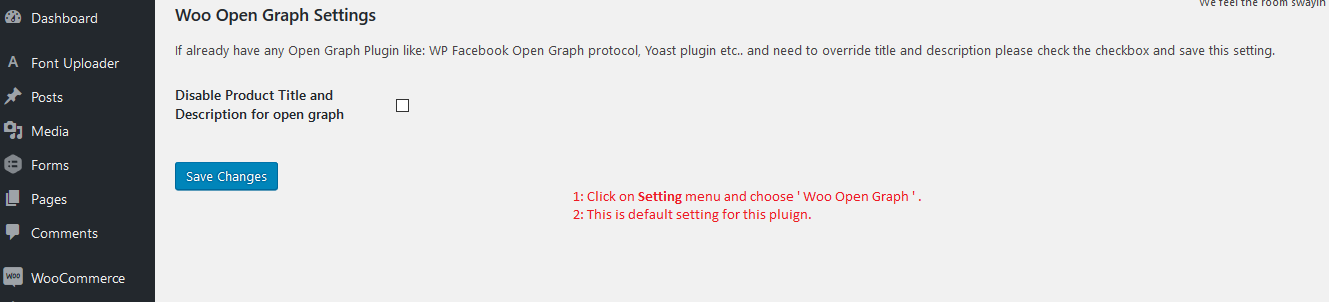 We feel the room swayin
Dashboard
Font Uploader
Posts
Media
Forms
Pages
Comments
WOO
WooCommerce
Woo Open Graph Settings
If already have any Open Graph Plugin like: WP Facebook Open Graph protocol, Yoast plugin etc.. and need to override title and description please check the checkbox and save this setting.
Disable Product Title and
Description for open graph
Save Changes
1: Click on Setting menu and choose ' Woo Open Graph ' .
2: This is default setting for this pluign.